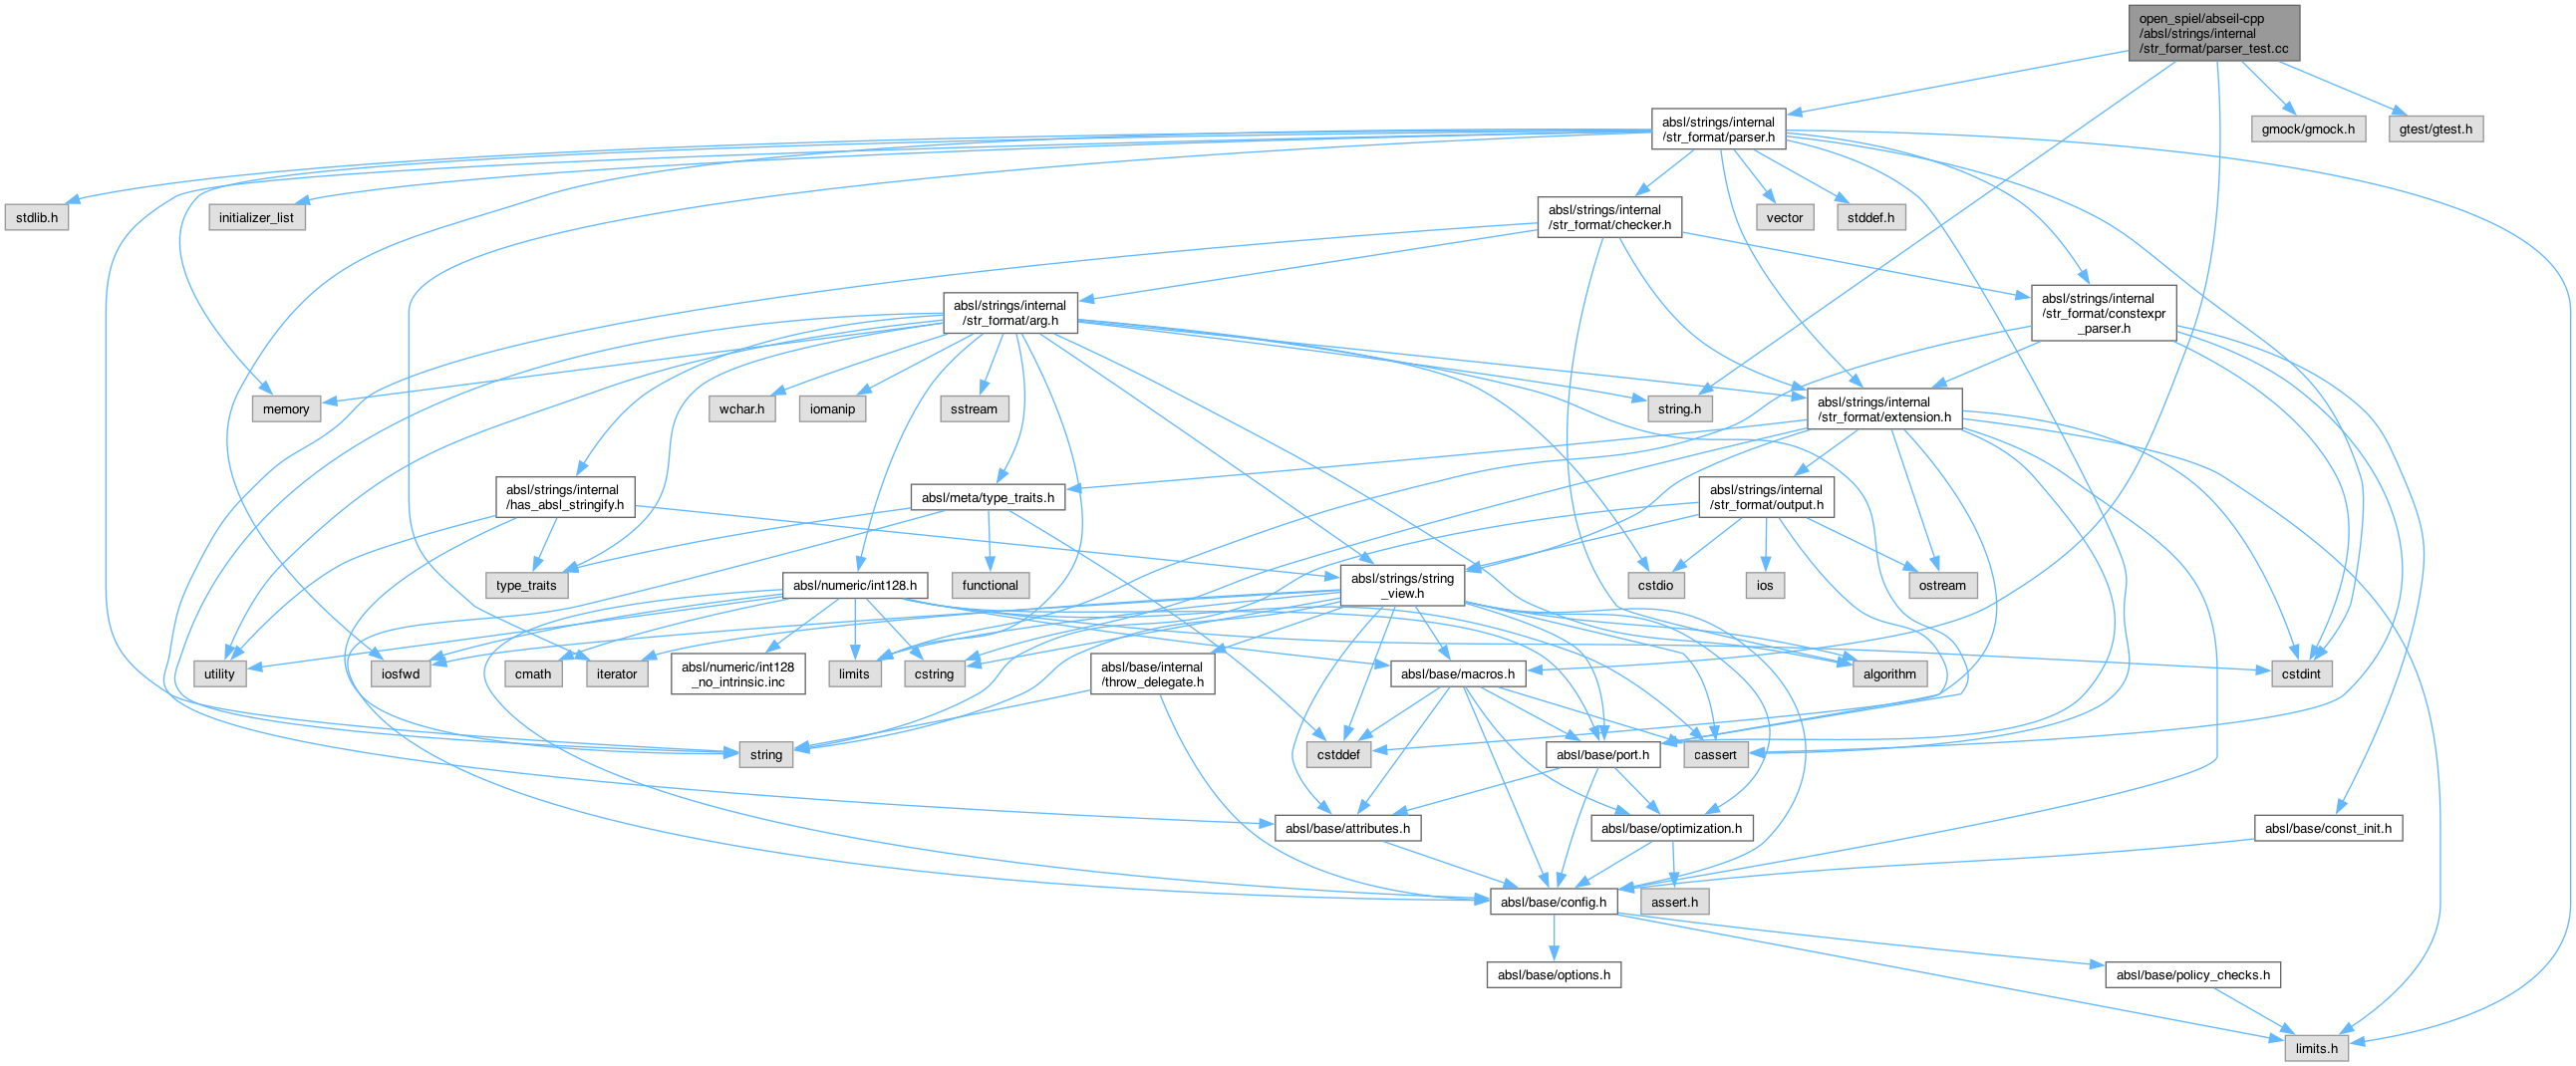 open_spiel/abseil-cpp
/absl/strings/internal
/str_format/parser_test.cc
absl/strings/internal
/str_format/parser.h
gmock/gmock.h
gtest/gtest.h
stdlib.h
initializer_list
absl/strings/internal
/str_format/checker.h
vector
stddef.h
absl/strings/internal
/str_format/arg.h
absl/strings/internal
/str_format/constexpr
_parser.h
memory
wchar.h
iomanip
sstream
string.h
absl/strings/internal
/str_format/extension.h
absl/strings/internal
/has_absl_stringify.h
absl/meta/type_traits.h
absl/strings/internal
/str_format/output.h
type_traits
absl/numeric/int128.h
functional
absl/strings/string
_view.h
cstdio
ios
ostream
utility
iosfwd
cmath
iterator
absl/numeric/int128
_no_intrinsic.inc
limits
cstring
absl/base/internal
/throw_delegate.h
absl/base/macros.h
algorithm
cstdint
string
cstddef
absl/base/port.h
cassert
absl/base/attributes.h
absl/base/optimization.h
absl/base/const_init.h
absl/base/config.h
assert.h
absl/base/options.h
absl/base/policy_checks.h
limits.h